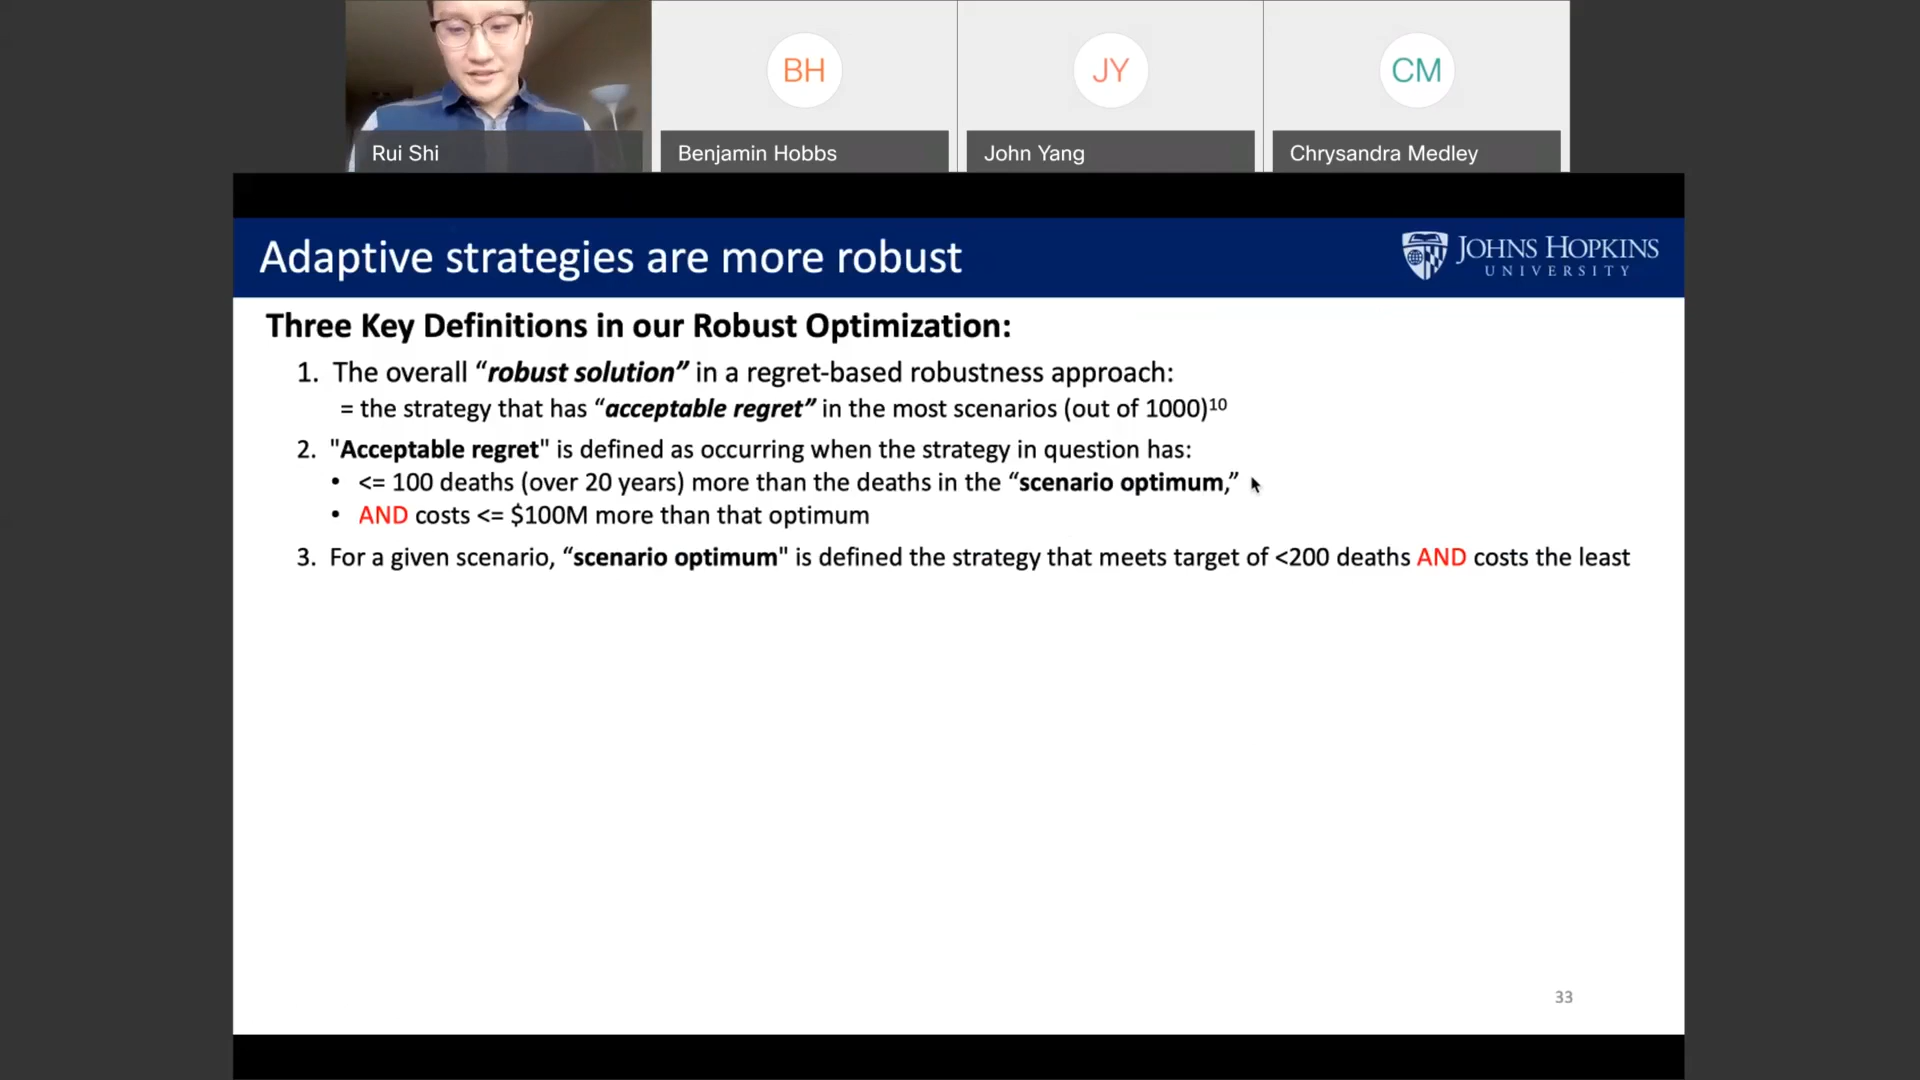 BH
JY
CM
Rui Shi
Benjamin Hobbs
John Yang
Chrysandra Medley
Adaptive strategies are more robust
JOHNS HOPKINS
UNIVERSITY
Three Key Definitions in our Robust Optimization:
1. The overall “robust solution” in a regret-based robustness approach:
= the strategy that has “acceptable regret” in the most scenarios (out of 1000)10
2. "Acceptable regret" is defined as occurring when the strategy in question has:
• <= 100 deaths (over 20 years) more than the deaths in the “scenario optimum,”
• AND costs <= $100M more than that optimum
3. For a given scenario, “scenario optimum" is defined the strategy that meets target of <200 deaths AND costs the least
33